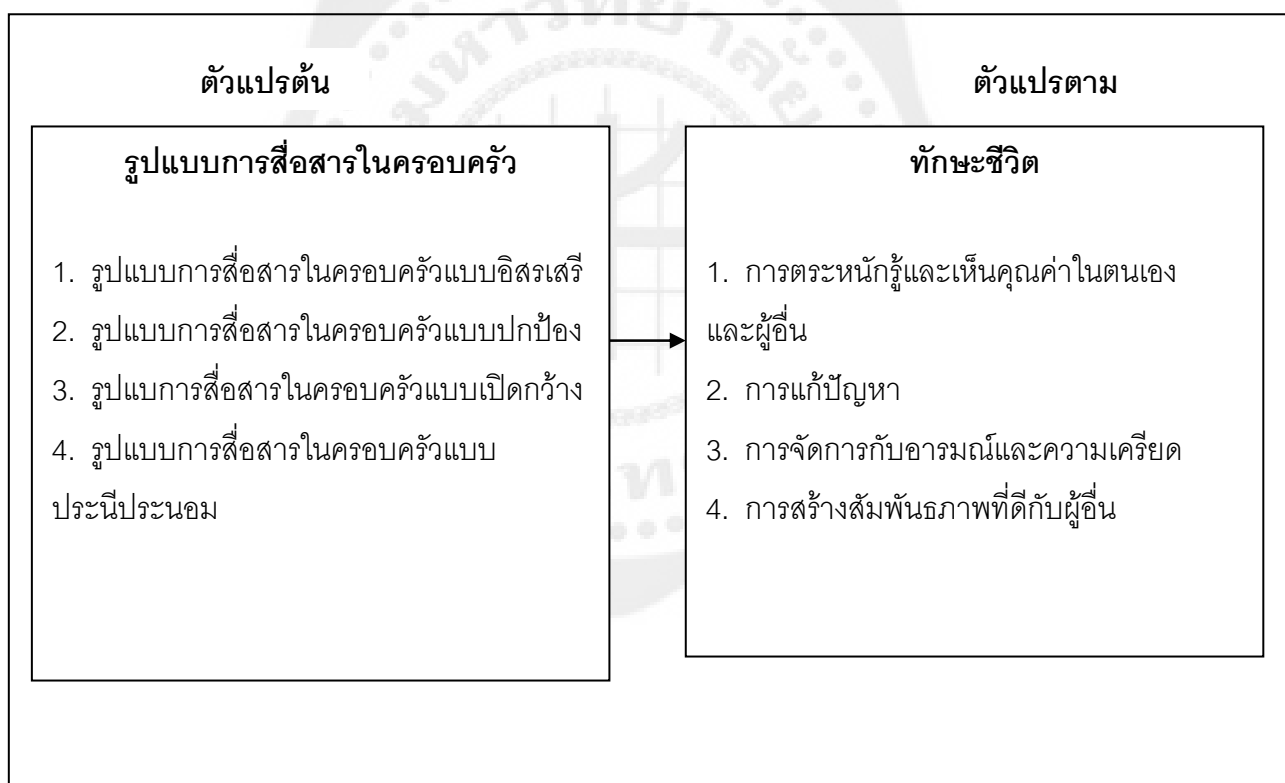 ตัวแปรต้น
ตัวแปรตาม
รูปแบบการสื่อสารในครอบครัว
1. รูปแบบการสื่อสารในครอบครัวแบบอิสรเสรี
2. รูปแบบการสื่อสารในครอบครัวแบบปกป้อง
3. รูปแบการสื่อสารในครอบครัวแบบเปิดกว้าง
4. รูปแบบการสื่อสารในครอบครัวแบบ
ประนีประนอม
ทักษะชีวิต
1. การตระหนักรู้และเห็นคุณค่าในตนเอง
และผู้อื่น
2. การแก้ปัญหา
3. การจัดการกับอารมณ์และความเครียด
4. การสร้างสัมพันธภาพที่ดีกับผู้อื่น